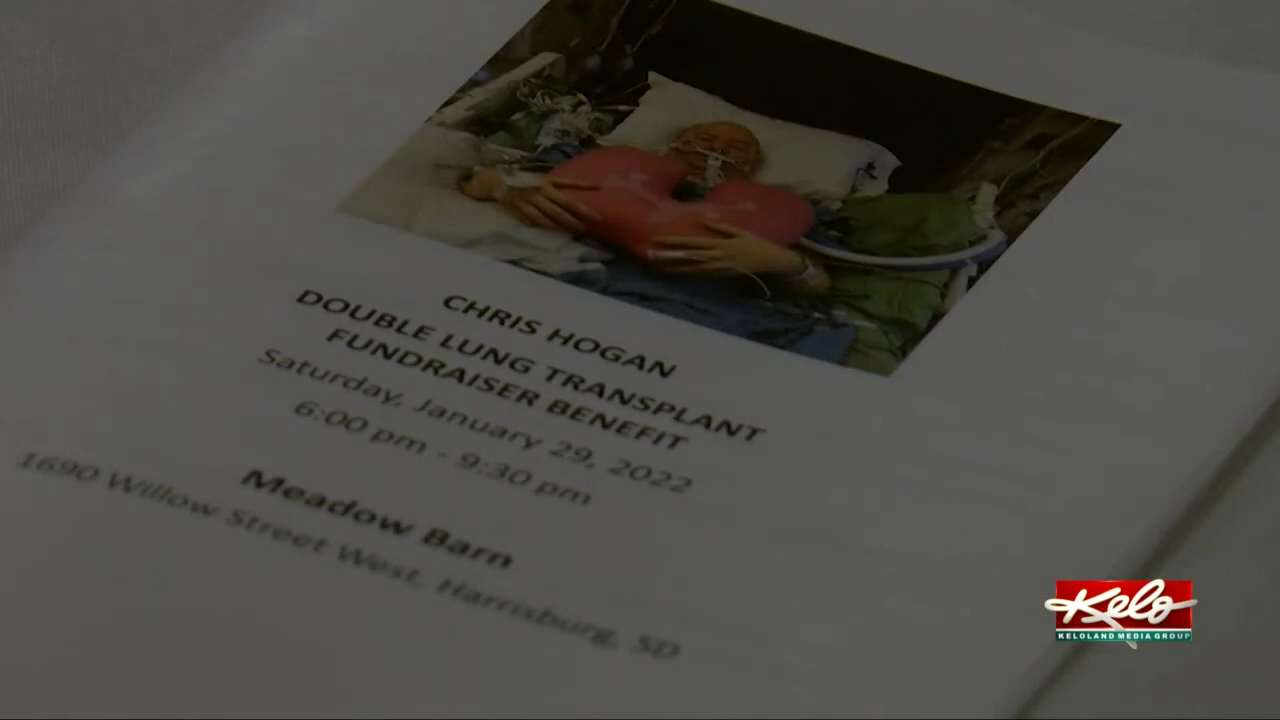 CHRIS HOGAN
DOUBLE LUNG TRANSPLANT
FUNDRAISER BENEFIT
Saturday, January 29, 2022
6:00 pm - 9:30 pm
Meadow Barn
1690 Willow Street West, Harrisburg, SD
Kelo
KELOLAND MEDIA GROUP